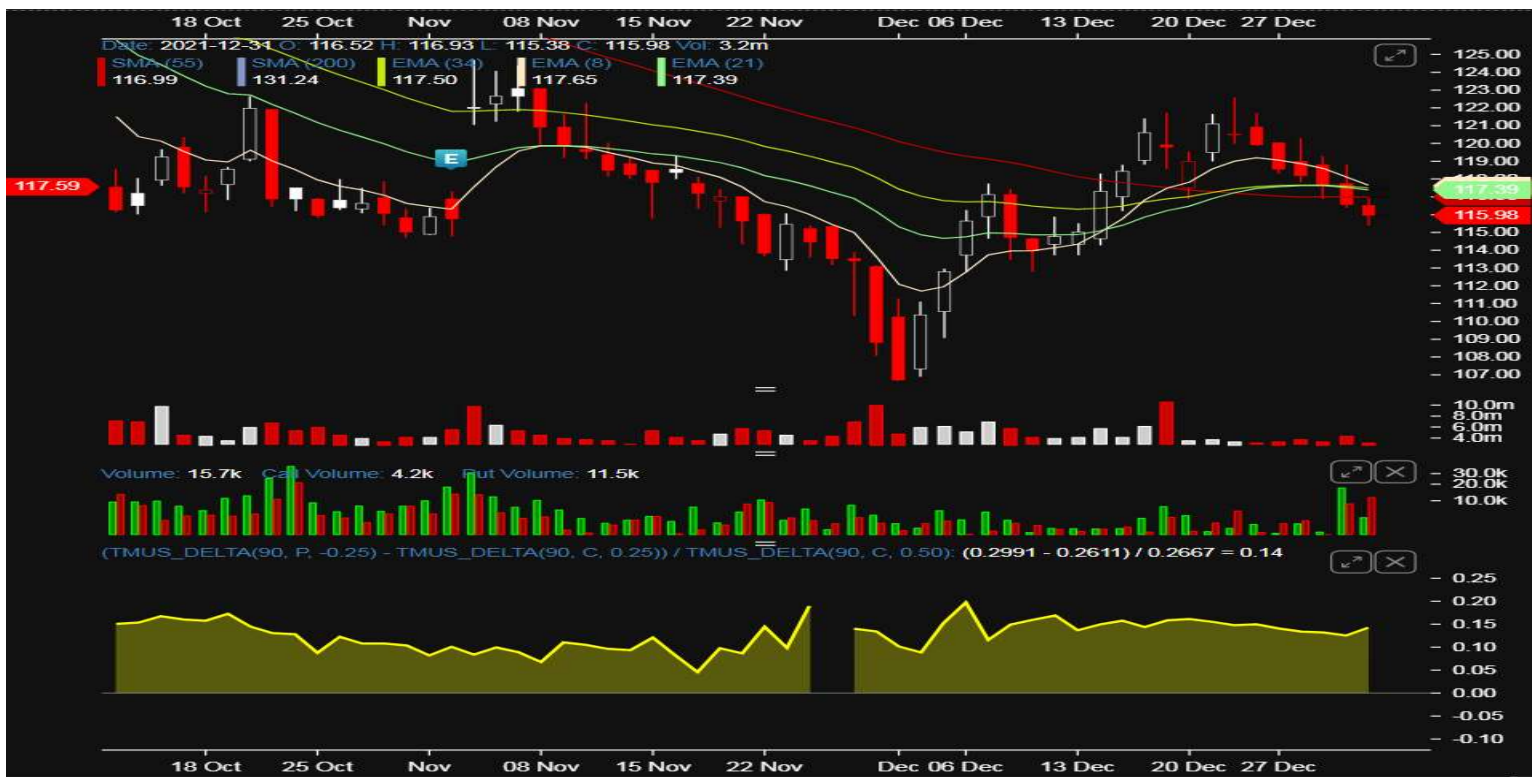 18 Oct 25 Oct Nov 08 Nov 15 Nov 22 Nov Dec 06 Dec 13 Dec 20 Dec 27 Dec
Date: 2021-12-31 O: 116.52 H: 116.93 L: 115.38 C: 115.98 Vol: 3.2m
SMA (55) SMA (200) EMA (34) EMA (8) EMA (21)
116.99 131.24 117.50 117.65 117.39
125.00
124.00
123.00
122.00
121.00
120.00
119.00
E
117.59
117.39
115.98
115.00
114.00
113.00
112.00
111.00
110.00
109.00
108.00
107.00
10.0m
8.0m
6.0m
4.0m
Volume: 15.7k Call Volume: 4.2k Put Volume: 11.5k
30.0k
20.0k
10.0k
(TMUS_DELTA(90, P, -0.25) - TMUS_DELTA(90, C, 0.25)) / TMUS_DELTA(90, C, 0.50): (0.2991 - 0.2611) / 0.2667 = 0.14
0.25
0.20
0.15
0.10
0.05
0.00
-0.05
-0.10
18 Oct 25 Oct Nov 08 Nov 15 Nov 22 Nov Dec 06 Dec 13 Dec 20 Dec 27 Dec